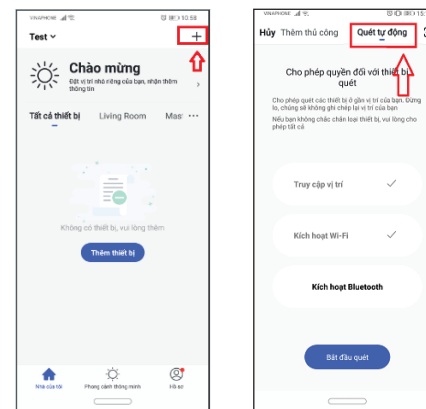 VINAPHONE
10:58
Test
+
Chào mừng
Đặt vị trí nhà riêng của bạn, nhận thêm
thông tin
Tất cả thiết bị Living Room Mas ···
Không có thiết bị, vui lòng thêm
Thêm thiết bị
Nhà của tôi Phong cảnh thông minh Hồ sơ
VINAPHONE
Hủy Thêm thủ công Quét tự động
Cho phép quyền đối với thiết bị
quét
Cho phép quét các thiết bị ở gần vị trí của bạn. Đừng
lo, chúng sẽ không ghi chép lại vị trí của bạn
Nếu bạn không chắc chắn loại thiết bị, vui lòng cho
phép tất cả
Truy cập vị trí
Kích hoạt Wi-Fi
Kích hoạt Bluetooth
Bắt đầu quét